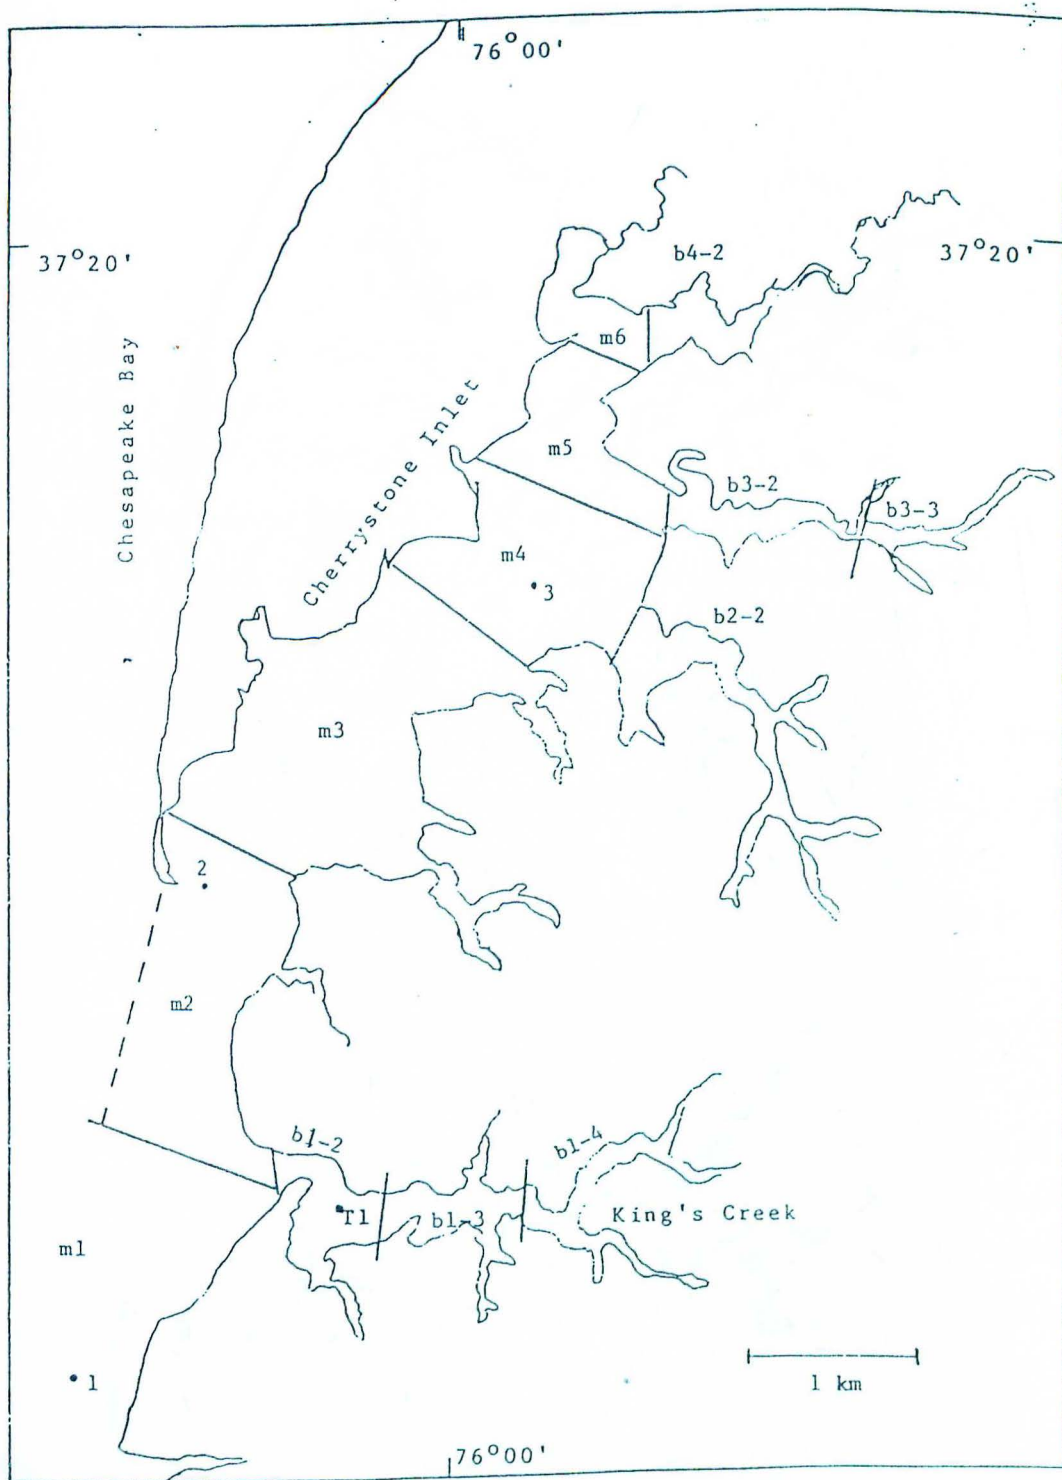 76°00'
37°20'
37°20'
b4-2
m6
Chesapeake Bay
Cherrystone Inlet
m5
b3-2
b3-3
m4
3
b2-2
m3
2
m2
b1-2
b1-4
T1
b1-3
King's Creek
m1
1
1 km
76°00'